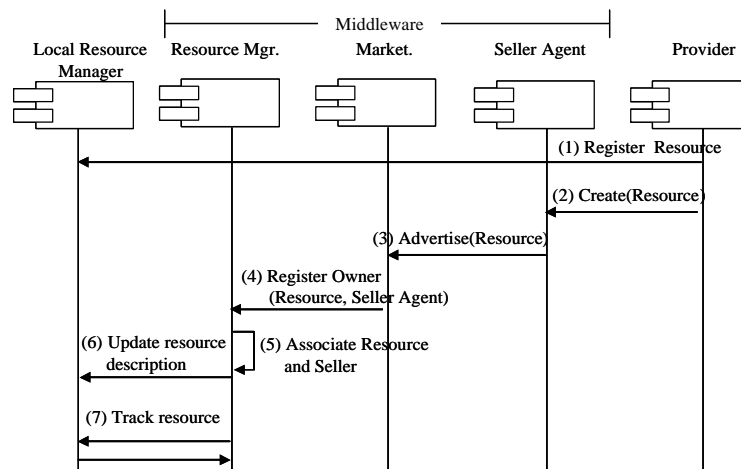 Middleware
Local Resource
Manager
Resource Mgr.
Market.
Seller Agent
Provider
(1) Register Resource
(2) Create(Resource)
(3) Advertise(Resource)
(4) Register Owner
(Resource, Seller Agent)
(5) Associate Resource
and Seller
(6) Update resource
description
(7) Track resource